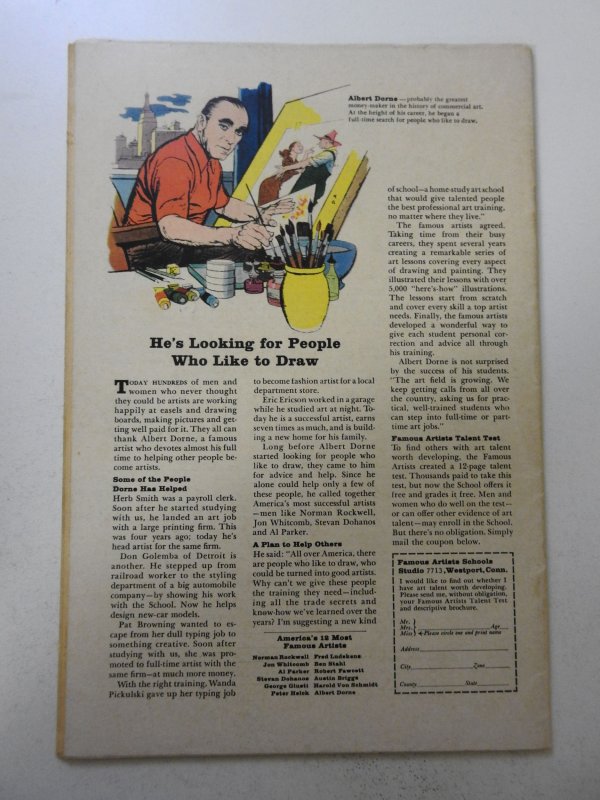 Albert Dorne—probably the greatest
money-maker in the history of commercial art.
At the height of his career, he began a
full-time search for people who like to draw.
He's Looking for People
Who Like to Draw
TODAY HUNDREDS of men and
women who never thought
they could be artists are working
happily at easels and drawing
boards, making pictures and get-
ting well paid for it. They all can
thank Albert Dorne, a famous
artist who devotes almost his full
time to helping other people be-
come artists.
Some of the People
Dorne Has Helped
Herb Smith was a payroll clerk.
Soon after he started studying
with us, he landed an art job
with a large printing firm. This
was four years ago; today he's
head artist for the same firm.
Don Golemba of Detroit is
another. He stepped up from
railroad worker to the styling
department of a big automobile
company—by showing his work
with the School. Now he helps
design new-car models.
Pat Browning wanted to es-
cape from her dull typing job to
something creative. Soon after
studying with us, she was pro-
moted to full-time artist with the
same firm—at much more money.
With the right training, Wanda
Pickulski gave up her typing job
to become fashion artist for a local
department store.
Eric Ericson worked in a garage
while he studied art at night. To-
day he is a successful artist, earns
seven times as much, and is build-
ing a new home for his family.
Long before Albert Dorne
started looking for people who
like to draw, they came to him
for advice and help. Since he
alone could help only a few of
these people, he called together
America's most successful artists
—men like Norman Rockwell,
Jon Whitcomb, Stevan Dohanos
and Al Parker.
A Plan to Help Others
He said: "All over America, there
are people who like to draw, who
could be turned into good artists.
Why can't we give these people
the training they need—includ-
ing all the trade secrets and
know-how we've learned over the
years? I'm suggesting a new kind
America's 12 Most
Famous Artists
Norman Rockwell Fred Ludekens
Jon Whitcomb Ben Stahl
Al Parker Robert Fawcett
Stevan Dohanos Austin Briggs
George Giusti Harold Von Schmidt
Peter Helck Albert Dorne
of school—a home-study art school
that would give talented people
the best professional art training,
no matter where they live."
The famous artists agreed.
Taking time from their busy
careers, they spent several years
creating a remarkable series of
art lessons covering every aspect
of drawing and painting. They
illustrated their lessons with over
5,000 "here's-how" illustrations.
The lessons start from scratch
and cover every skill a top artist
needs. Finally, the famous artists
developed a wonderful way to
give each student personal cor-
rection and advice all through
his training.
Albert Dorne is not surprised
by the success of his students.
"The art field is growing. We
keep getting calls from all over
the country, asking us for prac-
tical, well-trained students who
can step into full-time or part-
time art jobs."
Famous Artists Talent Test
To find others with art talent
worth developing, the Famous
Artists created a 12-page talent
test. Thousands paid to take this
test, but now the School offers it
free and grades it free. Men and
women who do well on the test—
or can offer other evidence of art
talent—may enroll in the School.
But there's no obligation. Simply
mail the coupon below.
Famous Artists Schools
Studio 7713, Westport, Conn.
I would like to find out whether I
have art talent worth developing.
Please send me, without obligation,
your Famous Artists Talent Test
and descriptive brochure.
Mr.
Mrs. Age
Miss Please circle one and print name
Address
City Zone
County State